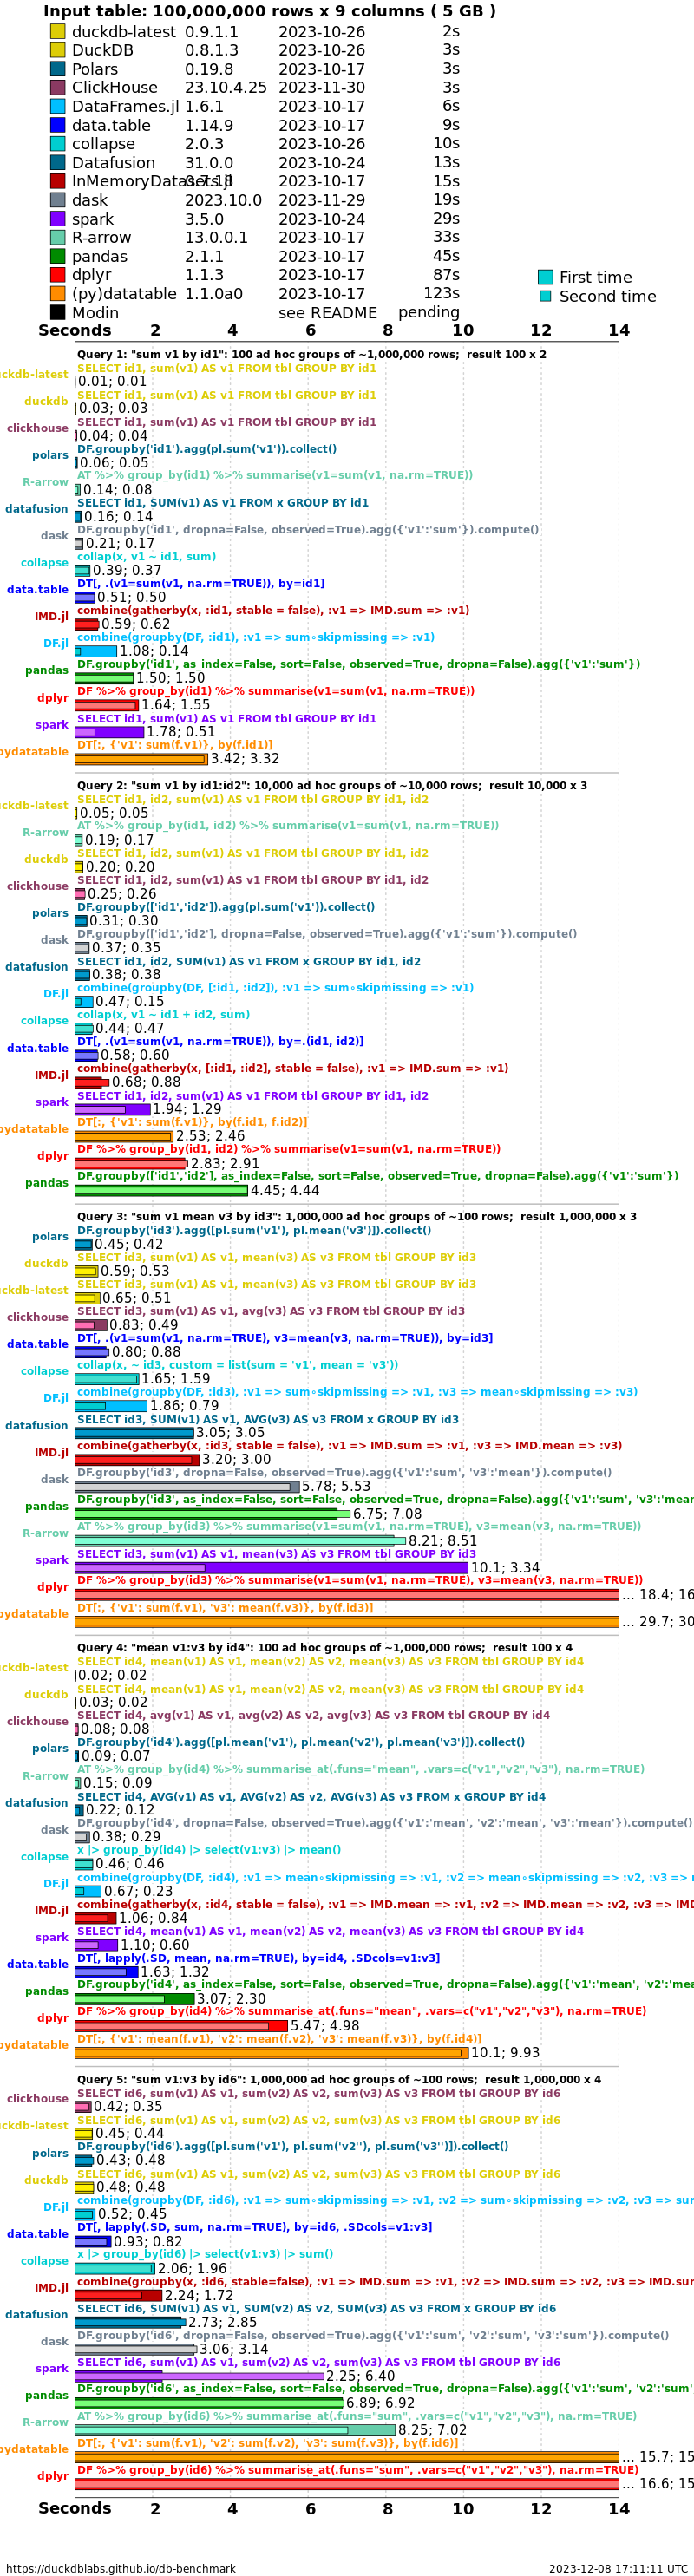 Input table: 100,000,000 rows x 9 columns ( 5 GB )
duckdb-latest 0.9.1.1 2023-10-26 2s
DuckDB 0.8.1.3 2023-10-26 3s
Polars 0.19.8 2023-10-17 3s
ClickHouse 23.10.4.25 2023-11-30 3s
DataFrames.jl 1.6.1 2023-10-17 6s
data.table 1.14.9 2023-10-17 9s
collapse 2.0.3 2023-10-26 10s
Datafusion 31.0.0 2023-10-24 13s
InMemoryDatasets.jl 0.7.18 2023-10-17 15s
dask 2023.10.0 2023-11-29 19s
spark 3.5.0 2023-10-24 29s
R-arrow 13.0.0.1 2023-10-17 33s
pandas 2.1.1 2023-10-17 45s
dplyr 1.1.3 2023-10-17 87s
(py)datatable 1.1.0a0 2023-10-17 123s
Modin see README pending
First time
Second time
Seconds 2 4 6 8 10 12 14
Query 1: "sum v1 by id1": 100 ad hoc groups of ~1,000,000 rows; result 100 x 2
SELECT id1, sum(v1) AS v1 FROM tbl GROUP BY id1
uckdb-latest 0.01; 0.01
SELECT id1, sum(v1) AS v1 FROM tbl GROUP BY id1
duckdb 0.03; 0.03
SELECT id1, sum(v1) AS v1 FROM tbl GROUP BY id1
clickhouse 0.04; 0.04
DF.groupby('id1').agg(pl.sum('v1')).collect()
polars 0.06; 0.05
AT %>% group_by(id1) %>% summarise(v1=sum(v1, na.rm=TRUE))
R-arrow 0.14; 0.08
SELECT id1, SUM(v1) AS v1 FROM x GROUP BY id1
datafusion 0.16; 0.14
DF.groupby('id1', dropna=False, observed=True).agg({'v1':'sum'}).compute()
dask 0.21; 0.17
collap(x, v1 ~ id1, sum)
collapse 0.39; 0.37
DT[, .(v1=sum(v1, na.rm=TRUE)), by=id1]
data.table 0.51; 0.50
combine(gatherby(x, :id1, stable = false), :v1 => IMD.sum => :v1)
IMD.jl 0.59; 0.62
combine(groupby(DF, :id1), :v1 => sum∘skipmissing => :v1)
DF.jl 1.08; 0.14
DF.groupby('id1', as_index=False, sort=False, observed=True, dropna=False).agg({'v1':'sum'})
pandas 1.50; 1.50
DF %>% group_by(id1) %>% summarise(v1=sum(v1, na.rm=TRUE))
dplyr 1.64; 1.55
SELECT id1, sum(v1) AS v1 FROM tbl GROUP BY id1
spark 1.78; 0.51
DT[:, {'v1': sum(f.v1)}, by(f.id1)]
pydatatable 3.42; 3.32
Query 2: "sum v1 by id1:id2": 10,000 ad hoc groups of ~10,000 rows; result 10,000 x 3
SELECT id1, id2, sum(v1) AS v1 FROM tbl GROUP BY id1, id2
uckdb-latest 0.05; 0.05
AT %>% group_by(id1, id2) %>% summarise(v1=sum(v1, na.rm=TRUE))
R-arrow 0.19; 0.17
SELECT id1, id2, sum(v1) AS v1 FROM tbl GROUP BY id1, id2
duckdb 0.20; 0.20
SELECT id1, id2, sum(v1) AS v1 FROM tbl GROUP BY id1, id2
clickhouse 0.25; 0.26
DF.groupby(['id1','id2']).agg(pl.sum('v1')).collect()
polars 0.31; 0.30
DF.groupby(['id1','id2'], dropna=False, observed=True).agg({'v1':'sum'}).compute()
dask 0.37; 0.35
SELECT id1, id2, SUM(v1) AS v1 FROM x GROUP BY id1, id2
datafusion 0.38; 0.38
combine(groupby(DF, [:id1, :id2]), :v1 => sum∘skipmissing => :v1)
DF.jl 0.47; 0.15
collap(x, v1 ~ id1 + id2, sum)
collapse 0.44; 0.47
DT[, .(v1=sum(v1, na.rm=TRUE)), by=.(id1, id2)]
data.table 0.58; 0.60
combine(gatherby(x, [:id1, :id2], stable = false), :v1 => IMD.sum => :v1)
IMD.jl 0.68; 0.88
SELECT id1, id2, sum(v1) AS v1 FROM tbl GROUP BY id1, id2
spark 1.94; 1.29
DT[:, {'v1': sum(f.v1)}, by(f.id1, f.id2)]
pydatatable 2.53; 2.46
DF %>% group_by(id1, id2) %>% summarise(v1=sum(v1, na.rm=TRUE))
dplyr 2.83; 2.91
DF.groupby(['id1','id2'], as_index=False, sort=False, observed=True, dropna=False).agg({'v1':'sum'})
pandas 4.45; 4.44
Query 3: "sum v1 mean v3 by id3": 1,000,000 ad hoc groups of ~100 rows; result 1,000,000 x 3
DF.groupby('id3').agg([pl.sum('v1'), pl.mean('v3')]).collect()
polars 0.45; 0.42
SELECT id3, sum(v1) AS v1, mean(v3) AS v3 FROM tbl GROUP BY id3
duckdb 0.59; 0.53
SELECT id3, sum(v1) AS v1, mean(v3) AS v3 FROM tbl GROUP BY id3
uckdb-latest 0.65; 0.51
SELECT id3, sum(v1) AS v1, avg(v3) AS v3 FROM tbl GROUP BY id3
clickhouse 0.83; 0.49
DT[, .(v1=sum(v1, na.rm=TRUE), v3=mean(v3, na.rm=TRUE)), by=id3]
data.table 0.80; 0.88
collap(x, ~ id3, custom = list(sum = 'v1', mean = 'v3'))
collapse 1.65; 1.59
combine(groupby(DF, :id3), :v1 => sum∘skipmissing => :v1, :v3 => mean∘skipmissing => :v3)
DF.jl 1.86; 0.79
SELECT id3, SUM(v1) AS v1, AVG(v3) AS v3 FROM x GROUP BY id3
datafusion 3.05; 3.05
combine(gatherby(x, :id3, stable = false), :v1 => IMD.sum => :v1, :v3 => IMD.mean => :v3)
IMD.jl 3.20; 3.00
DF.groupby('id3', dropna=False, observed=True).agg({'v1':'sum', 'v3':'mean'}).compute()
dask 5.78; 5.53
DF.groupby('id3', as_index=False, sort=False, observed=True, dropna=False).agg({'v1':'sum', 'v3':'mean
pandas 6.75; 7.08
AT %>% group_by(id3) %>% summarise(v1=sum(v1, na.rm=TRUE), v3=mean(v3, na.rm=TRUE))
R-arrow 8.21; 8.51
SELECT id3, sum(v1) AS v1, mean(v3) AS v3 FROM tbl GROUP BY id3
spark 10.1; 3.34
DF %>% group_by(id3) %>% summarise(v1=sum(v1, na.rm=TRUE), v3=mean(v3, na.rm=TRUE))
dplyr ... 18.4; 16
DT[:, {'v1': sum(f.v1), 'v3': mean(f.v3)}, by(f.id3)]
pydatatable ... 29.7; 30
Query 4: "mean v1:v3 by id4": 100 ad hoc groups of ~1,000,000 rows; result 100 x 4
SELECT id4, mean(v1) AS v1, mean(v2) AS v2, mean(v3) AS v3 FROM tbl GROUP BY id4
uckdb-latest 0.02; 0.02
SELECT id4, mean(v1) AS v1, mean(v2) AS v2, mean(v3) AS v3 FROM tbl GROUP BY id4
duckdb 0.03; 0.02
SELECT id4, avg(v1) AS v1, avg(v2) AS v2, avg(v3) AS v3 FROM tbl GROUP BY id4
clickhouse 0.08; 0.08
DF.groupby('id4').agg([pl.mean('v1'), pl.mean('v2'), pl.mean('v3')]).collect()
polars 0.09; 0.07
AT %>% group_by(id4) %>% summarise_at(.funs="mean", .vars=c("v1","v2","v3"), na.rm=TRUE)
R-arrow 0.15; 0.09
SELECT id4, AVG(v1) AS v1, AVG(v2) AS v2, AVG(v3) AS v3 FROM x GROUP BY id4
datafusion 0.22; 0.12
DF.groupby('id4', dropna=False, observed=True).agg({'v1':'mean', 'v2':'mean', 'v3':'mean'}).compute()
dask 0.38; 0.29
x |> group_by(id4) |> select(v1:v3) |> mean()
collapse 0.46; 0.46
combine(groupby(DF, :id4), :v1 => mean∘skipmissing => :v1, :v2 => mean∘skipmissing => :v2, :v3 => m
DF.jl 0.67; 0.23
combine(gatherby(x, :id4, stable = false), :v1 => IMD.mean => :v1, :v2 => IMD.mean => :v2, :v3 => IMD
IMD.jl 1.06; 0.84
SELECT id4, mean(v1) AS v1, mean(v2) AS v2, mean(v3) AS v3 FROM tbl GROUP BY id4
spark 1.10; 0.60
DT[, lapply(.SD, mean, na.rm=TRUE), by=id4, .SDcols=v1:v3]
data.table 1.63; 1.32
DF.groupby('id4', as_index=False, sort=False, observed=True, dropna=False).agg({'v1':'mean', 'v2':'mea
pandas 3.07; 2.30
DF %>% group_by(id4) %>% summarise_at(.funs="mean", .vars=c("v1","v2","v3"), na.rm=TRUE)
dplyr 5.47; 4.98
DT[:, {'v1': mean(f.v1), 'v2': mean(f.v2), 'v3': mean(f.v3)}, by(f.id4)]
pydatatable 10.1; 9.93
Query 5: "sum v1:v3 by id6": 1,000,000 ad hoc groups of ~100 rows; result 1,000,000 x 4
SELECT id6, sum(v1) AS v1, sum(v2) AS v2, sum(v3) AS v3 FROM tbl GROUP BY id6
clickhouse 0.42; 0.35
SELECT id6, sum(v1) AS v1, sum(v2) AS v2, sum(v3) AS v3 FROM tbl GROUP BY id6
uckdb-latest 0.45; 0.44
DF.groupby('id6').agg([pl.sum('v1'), pl.sum('v2''), pl.sum('v3'')]).collect()
polars 0.43; 0.48
SELECT id6, sum(v1) AS v1, sum(v2) AS v2, sum(v3) AS v3 FROM tbl GROUP BY id6
duckdb 0.48; 0.48
combine(groupby(DF, :id6), :v1 => sum∘skipmissing => :v1, :v2 => sum∘skipmissing => :v2, :v3 => sum
DF.jl 0.52; 0.45
DT[, lapply(.SD, sum, na.rm=TRUE), by=id6, .SDcols=v1:v3]
data.table 0.93; 0.82
x |> group_by(id6) |> select(v1:v3) |> sum()
collapse 2.06; 1.96
combine(groupby(x, :id6, stable=false), :v1 => IMD.sum => :v1, :v2 => IMD.sum => :v2, :v3 => IMD.sum
IMD.jl 2.24; 1.72
SELECT id6, SUM(v1) AS v1, SUM(v2) AS v2, SUM(v3) AS v3 FROM x GROUP BY id6
datafusion 2.73; 2.85
DF.groupby('id6', dropna=False, observed=True).agg({'v1':'sum', 'v2':'sum', 'v3':'sum'}).compute()
dask 3.06; 3.14
SELECT id6, sum(v1) AS v1, sum(v2) AS v2, sum(v3) AS v3 FROM tbl GROUP BY id6
spark 2.25; 6.40
DF.groupby('id6', as_index=False, sort=False, observed=True, dropna=False).agg({'v1':'sum', 'v2':'sum'
pandas 6.89; 6.92
AT %>% group_by(id6) %>% summarise_at(.funs="sum", .vars=c("v1","v2","v3"), na.rm=TRUE)
R-arrow 8.25; 7.02
DT[:, {'v1': sum(f.v1), 'v2': sum(f.v2), 'v3': sum(f.v3)}, by(f.id6)]
pydatatable ... 15.7; 15
DF %>% group_by(id6) %>% summarise_at(.funs="sum", .vars=c("v1","v2","v3"), na.rm=TRUE)
dplyr ... 16.6; 15
Seconds 2 4 6 8 10 12 14
https://duckdblabs.github.io/db-benchmark 2023-12-08 17:11:11 UTC